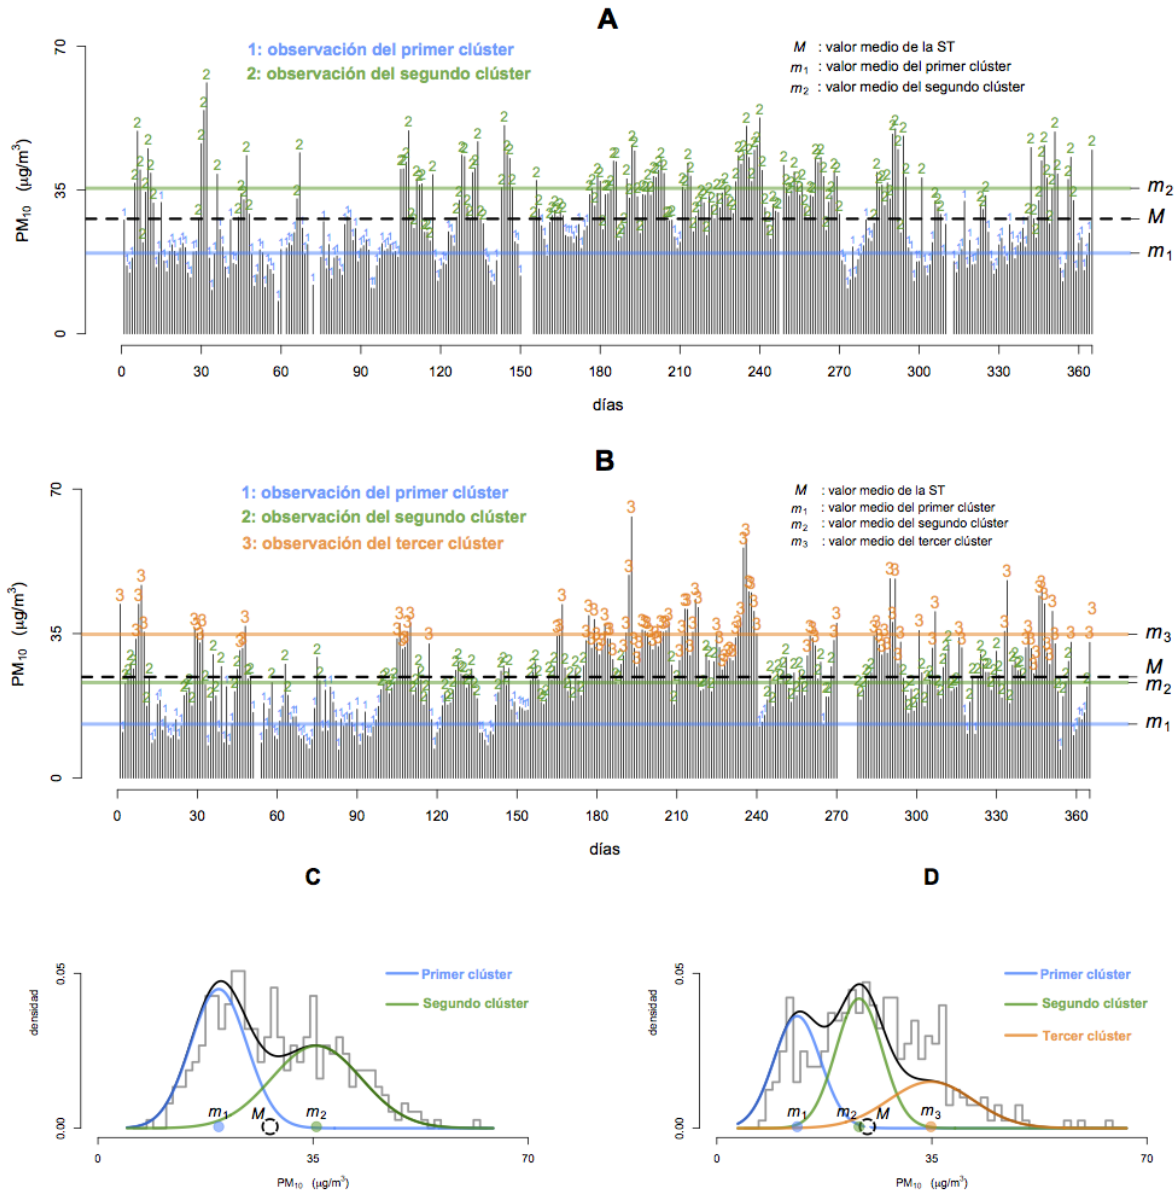 A
70
35
0
PM10 (μg/m3)
1: observación del primer clúster
2: observación del segundo clúster
M : valor medio de la ST
m1 : valor medio del primer clúster
m2 : valor medio del segundo clúster
m2
M
m1
0 30 60 90 120 150 180 210 240 270 300 330 360
días
B
70
35
0
PM10 (μg/m3)
1: observación del primer clúster
2: observación del segundo clúster
3: observación del tercer clúster
M : valor medio de la ST
m1 : valor medio del primer clúster
m2 : valor medio del segundo clúster
m3 : valor medio del tercer clúster
m3
M
m2
m1
0 30 60 90 120 150 180 210 240 270 300 330 360
días
C
0.05
0.00
densidad
Primer clúster
Segundo clúster
m1 M m2
0 35 70
PM10 (μg/m3)
D
0.05
0.00
densidad
Primer clúster
Segundo clúster
Tercer clúster
m1 m2 M m3
0 35 70
PM10 (μg/m3)